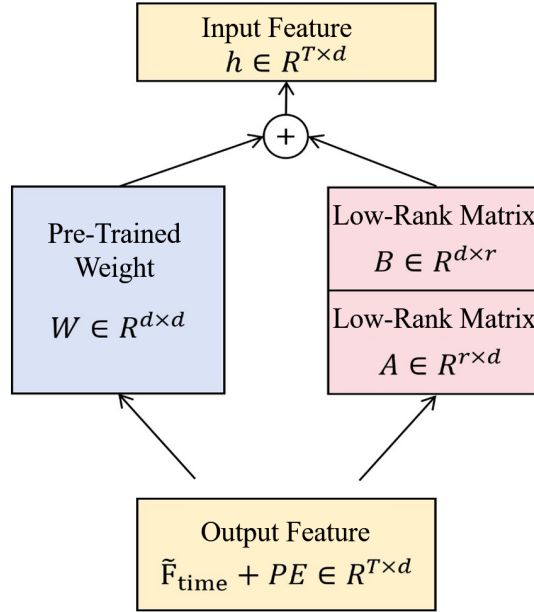 Input Feature
h ∈ R^{T×d}
+
Pre-Trained
Weight
W ∈ R^{d×d}
Low-Rank Matrix
B ∈ R^{d×r}
Low-Rank Matrix
A ∈ R^{r×d}
Output Feature
F̃_time + PE ∈ R^{T×d}